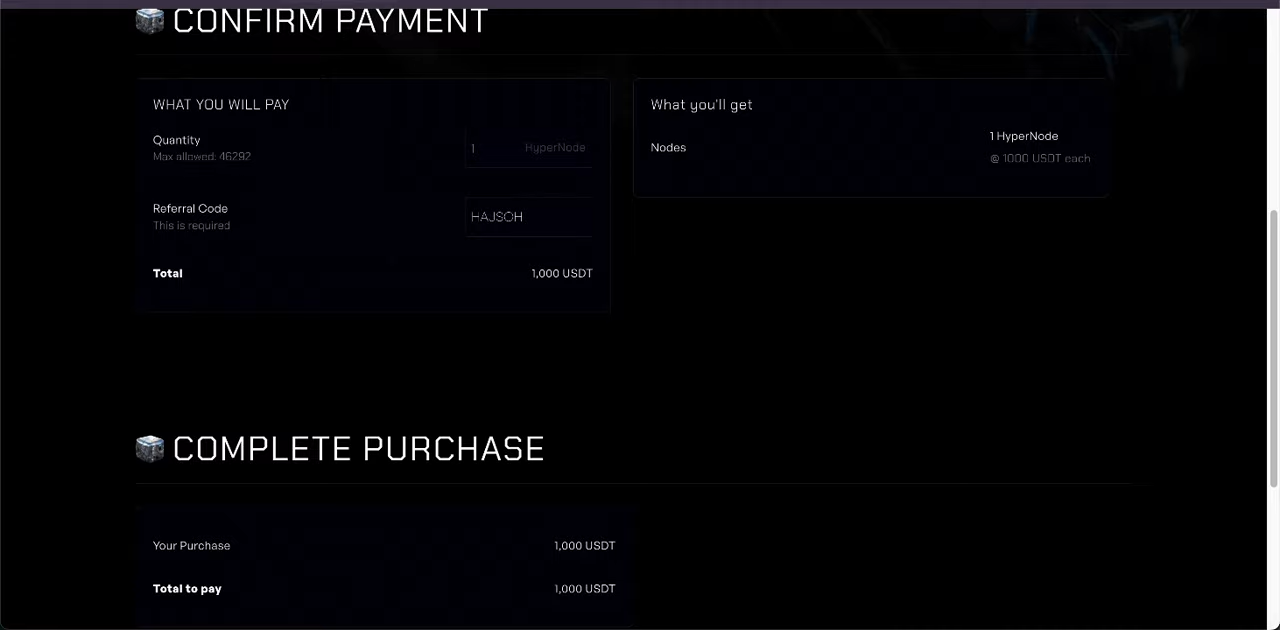 CONFIRM PAYMENT
WHAT YOU WILL PAY
Quantity
Max allowed: 46292
1 HyperNode
Referral Code
This is required
HAJSOH
Total 1,000 USDT
What you'll get
Nodes
1 HyperNode
@ 1000 USDT each
COMPLETE PURCHASE
Your Purchase 1,000 USDT
Total to pay 1,000 USDT